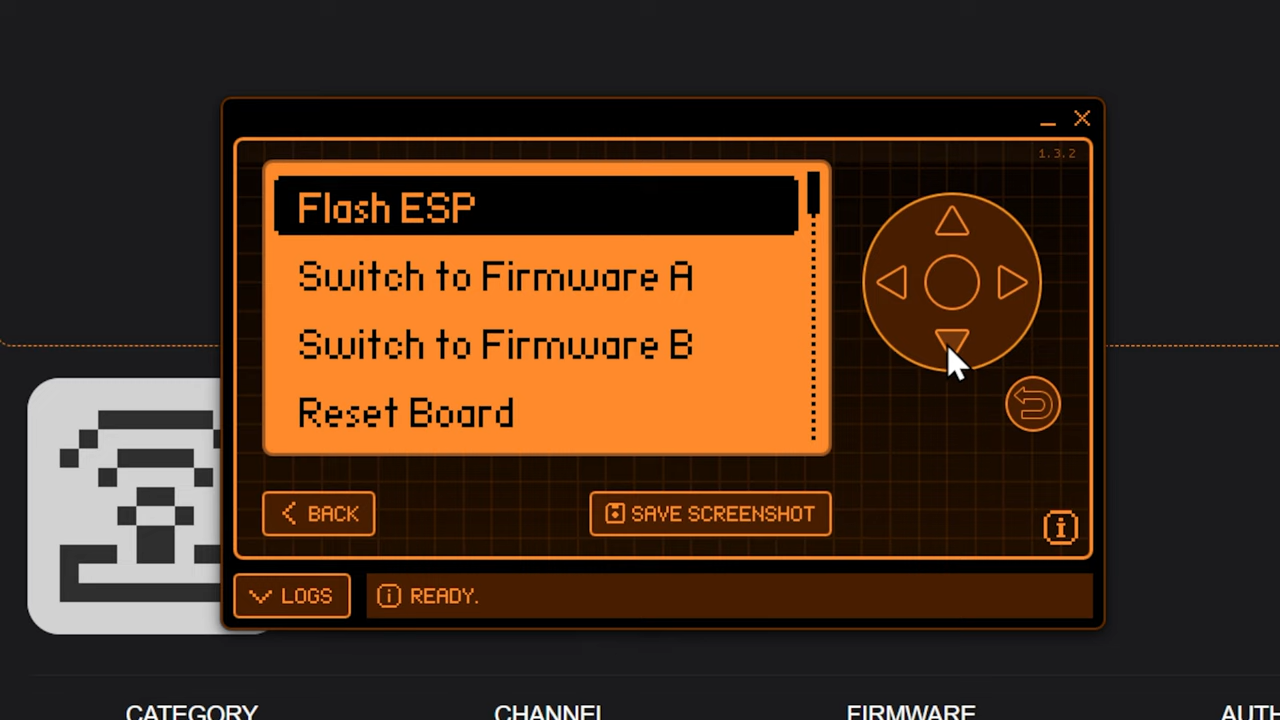 1.3.2
Flash ESP
Switch to Firmware A
Switch to Firmware B
Reset Board
BACK
SAVE SCREENSHOT
LOGS
READY.
CATEGORY
CHANNEL
FIRMWARE
AUTH